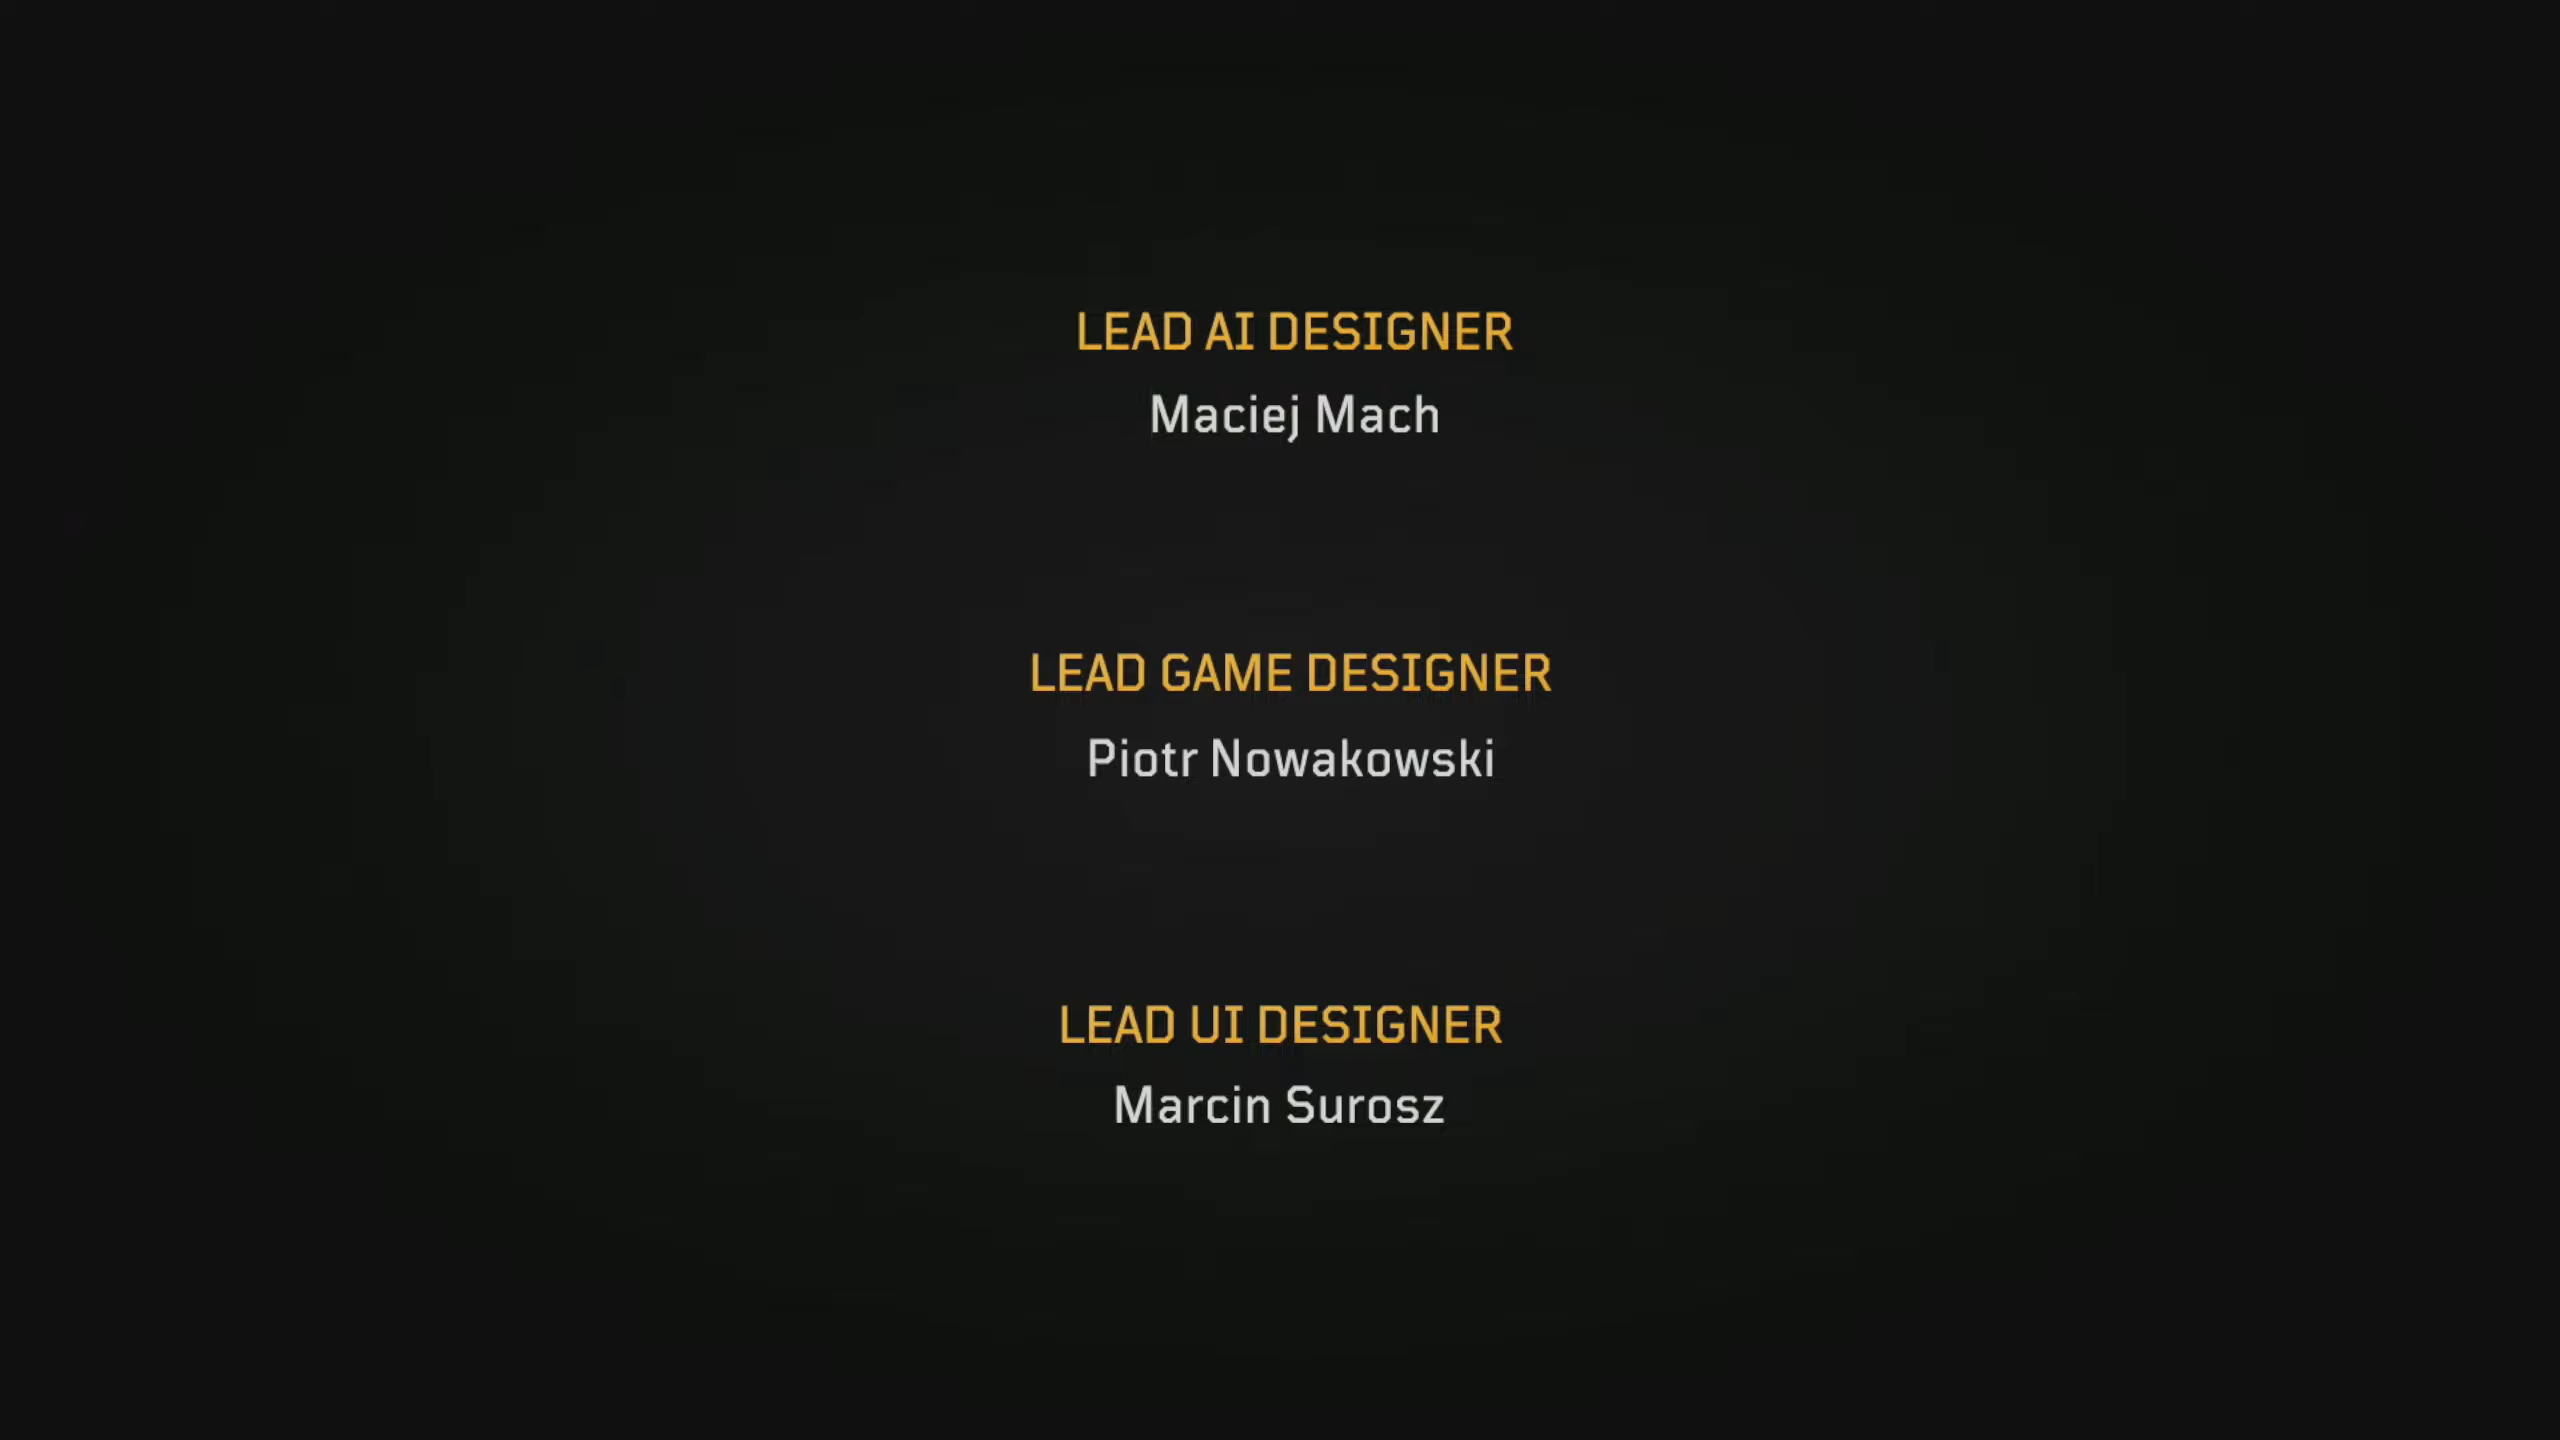 LEAD AI DESIGNER
Maciej Mach
LEAD GAME DESIGNER
Piotr Nowakowski
LEAD UI DESIGNER
Marcin Surosz